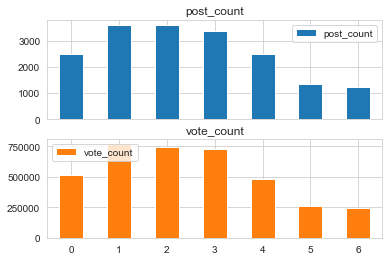 post_count
3000
2000
1000
0
post_count
vote_count
750000
500000
250000
0
vote_count
0 1 2 3 4 5 6